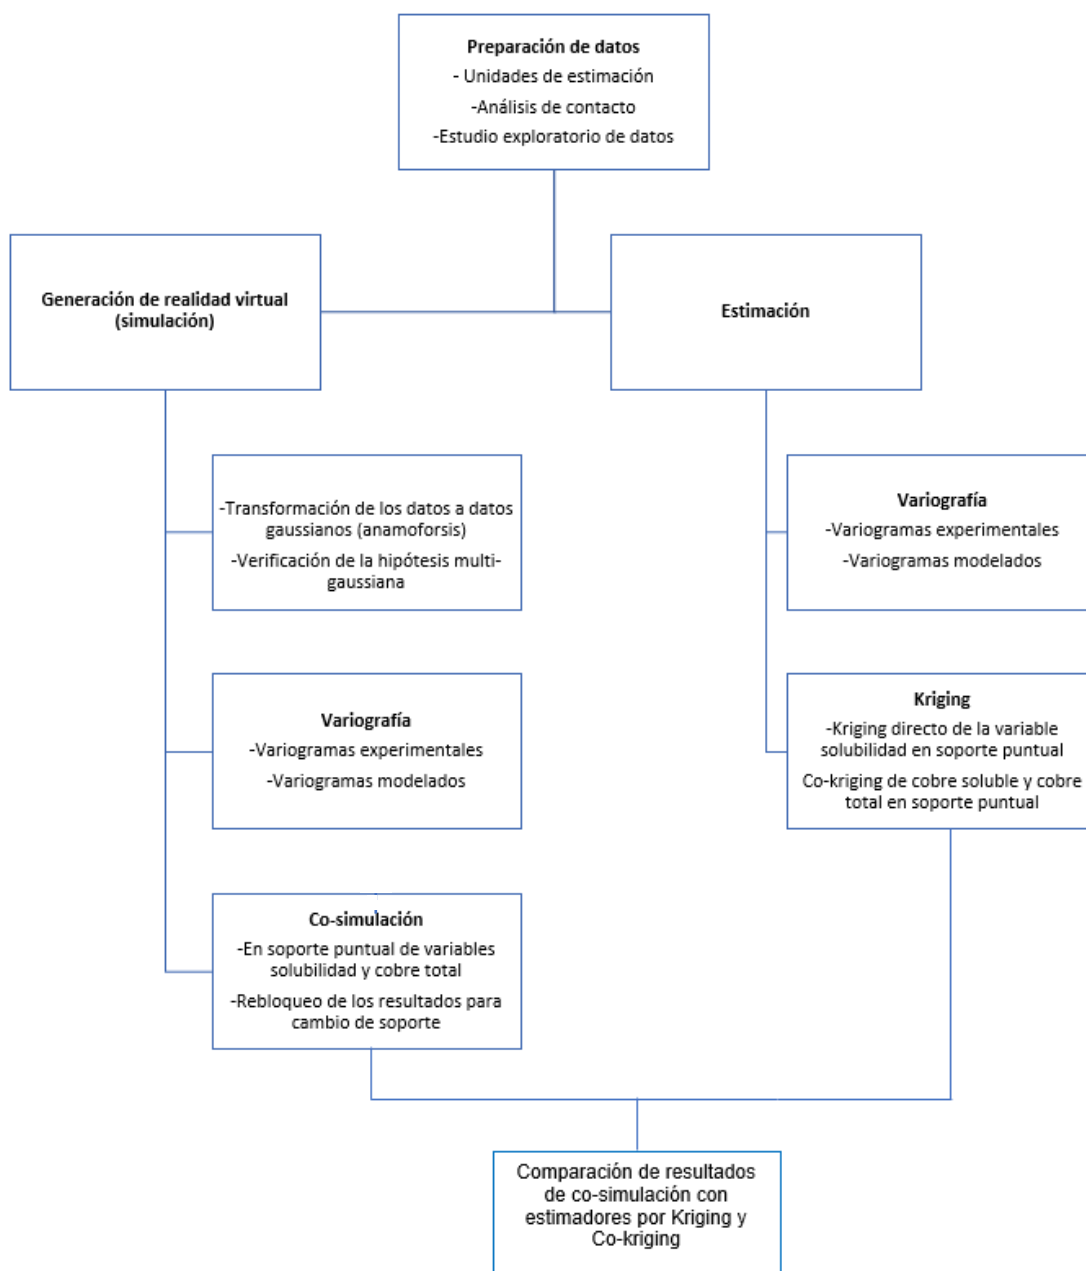 Preparación de datos
- Unidades de estimación
-Análisis de contacto
-Estudio exploratorio de datos
Generación de realidad virtual
(simulación)
Estimación
-Transformación de los datos a datos
gaussianos (anamoforsis)
-Verificación de la hipótesis multi-
gaussiana
Variografía
-Variogramas experimentales
-Variogramas modelados
Variografía
-Variogramas experimentales
-Variogramas modelados
Kriging
-Kriging directo de la variable
solubilidad en soporte puntual
Co-kriging de cobre soluble y cobre
total en soporte puntual
Co-simulación
-En soporte puntual de variables
solubilidad y cobre total
-Rebloqueo de los resultados para
cambio de soporte
Comparación de resultados
de co-simulación con
estimadores por Kriging y
Co-kriging